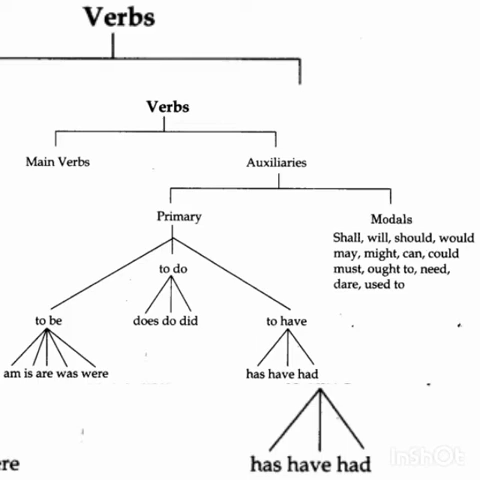 Verbs
Verbs
Main Verbs
Auxiliaries
Primary
Modals
Shall, will, should, would
may, might, can, could
must, ought to, need,
dare, used to
to do
does do did
to be
to have
am is are was were
has have had
ere
has have had
InShOt